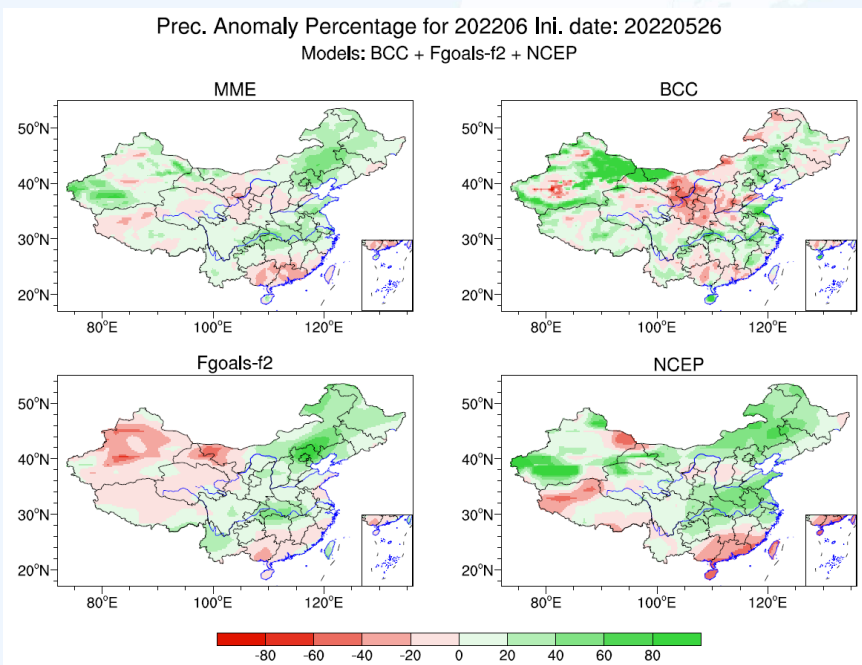 Prec. Anomaly Percentage for 202206 Ini. date: 20220526
Models: BCC + Fgoals-f2 + NCEP
MME
BCC
50°N
40°N
30°N
20°N
80°E 100°E 120°E
50°N
40°N
30°N
20°N
80°E 100°E 120°E
Fgoals-f2
NCEP
50°N
40°N
30°N
20°N
80°E 100°E 120°E
50°N
40°N
30°N
20°N
80°E 100°E 120°E
-80 -60 -40 -20 0 20 40 60 80